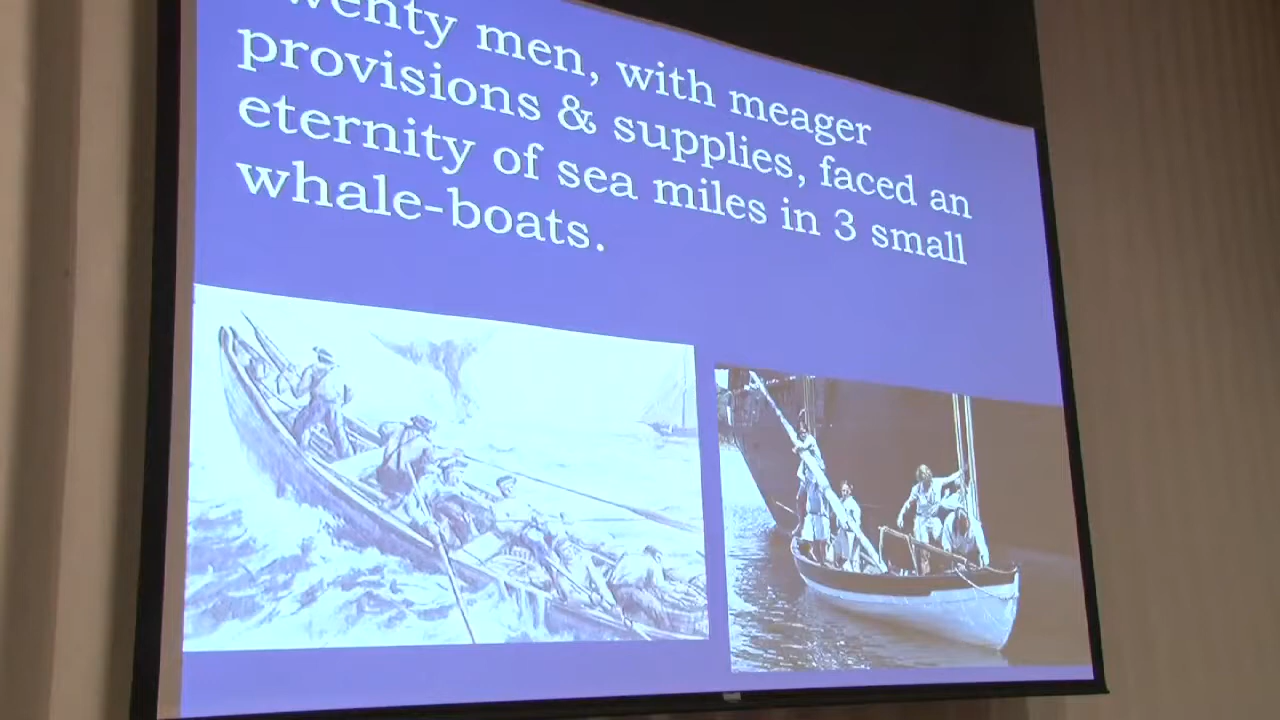 wenty men, with meager
provisions & supplies, faced an
eternity of sea miles in 3 small
whale-boats.